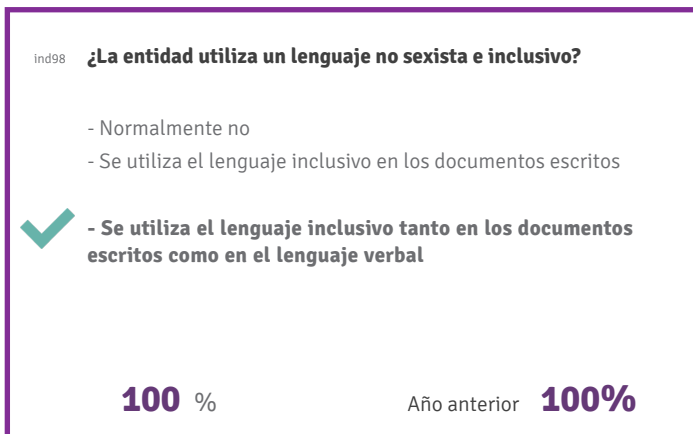 ind98 ¿La entidad utiliza un lenguaje no sexista e inclusivo?
- Normalmente no
- Se utiliza el lenguaje inclusivo en los documentos escritos
- Se utiliza el lenguaje inclusivo tanto en los documentos
escritos como en el lenguaje verbal
100 % Año anterior 100%